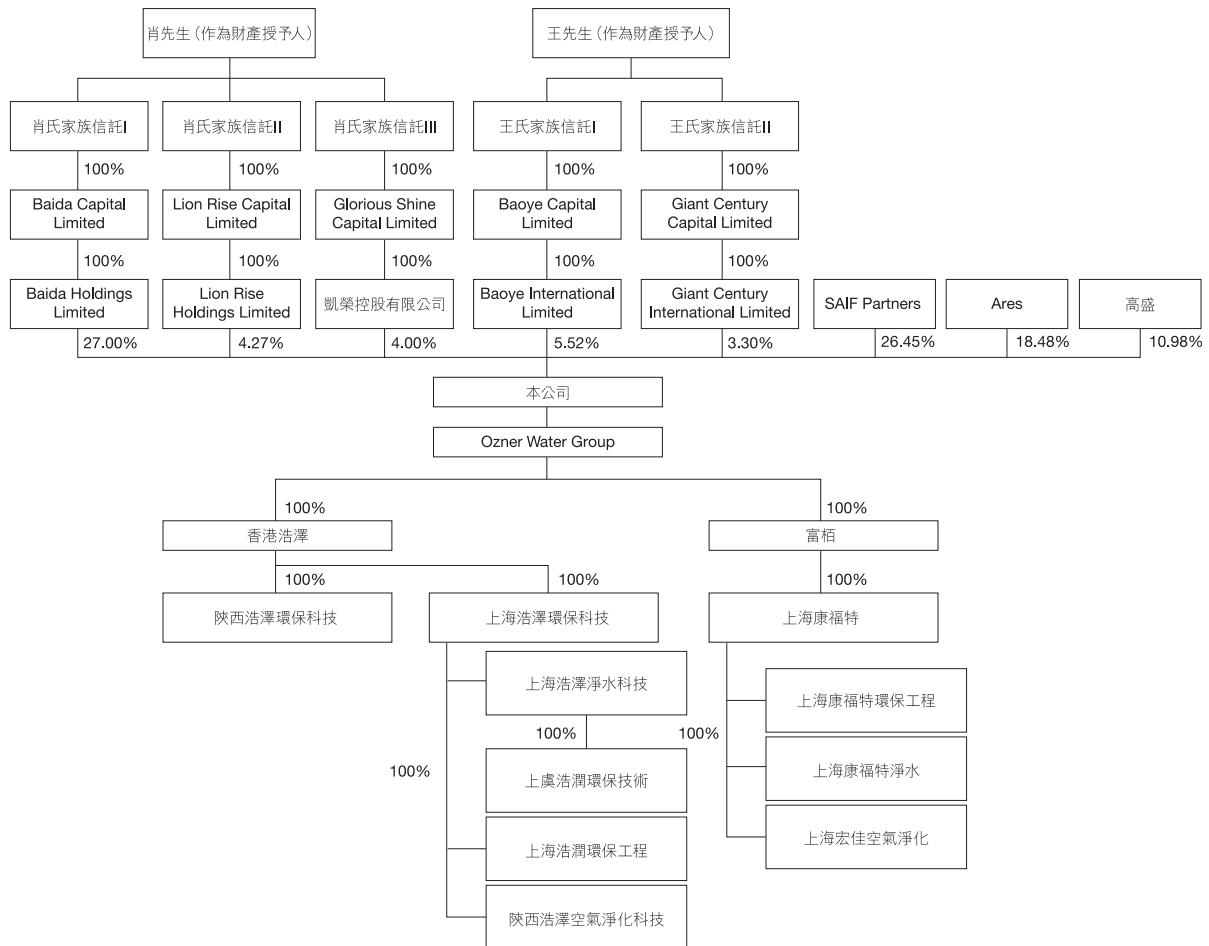 肖先生(作為財產授予人)
王先生(作為財產授予人)
肖氏家族信託I
肖氏家族信託II
肖氏家族信託III
王氏家族信託I
王氏家族信託II
100%
100%
100%
100%
100%
Baida Capital
Limited
Lion Rise Capital
Limited
Glorious Shine
Capital Limited
Baoye Capital
Limited
Giant Century
Capital Limited
100%
100%
100%
100%
100%
Baida Holdings
Limited
Lion Rise
Holdings Limited
凱榮控股有限公司
Baoye International
Limited
Giant Century
International Limited
SAIF Partners
Ares
高盛
27.00%
4.27%
4.00%
5.52%
3.30%
26.45%
18.48%
10.98%
本公司
Ozner Water Group
100%
100%
香港浩澤
富栢
100%
100%
100%
陝西浩澤環保科技
上海浩澤環保科技
上海康福特
上海浩澤淨水科技
上海康福特環保工程
100%
100%
100%
上虞浩潤環保技術
上海康福特淨水
上海浩潤環保工程
上海宏佳空氣淨化
陝西浩澤空氣淨化科技